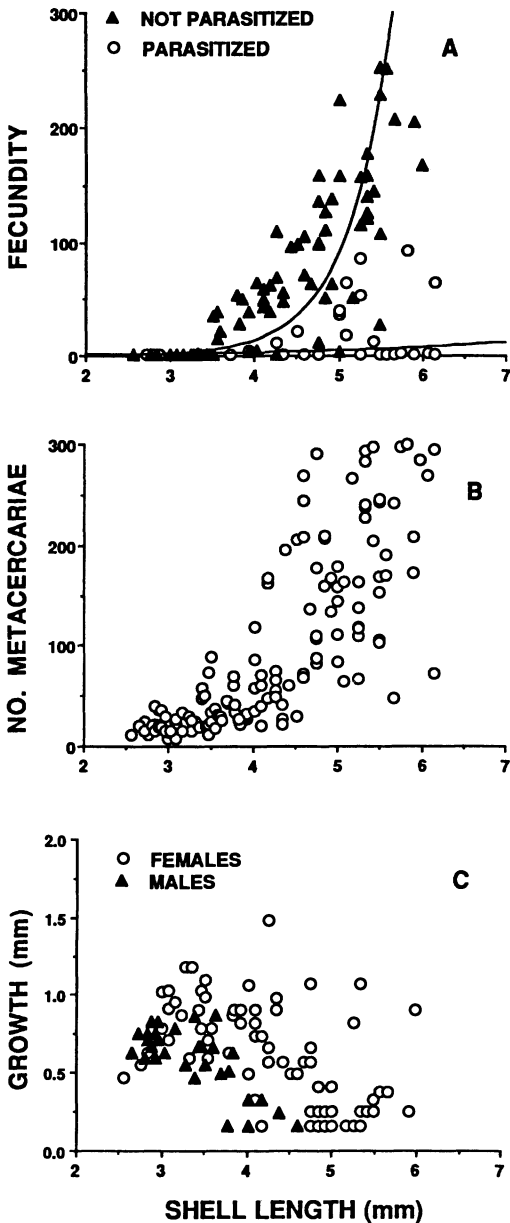 NOT PARASITIZED
PARASITIZED
A
300
200
100
0
FECUNDITY
2 3 4 5 6 7
B
300
200
100
0
NO. METACERCARIAE
2 3 4 5 6 7
FEMALES
MALES
C
2.0
1.5
1.0
0.5
0.0
GROWTH (mm)
2 3 4 5 6 7
SHELL LENGTH (mm)